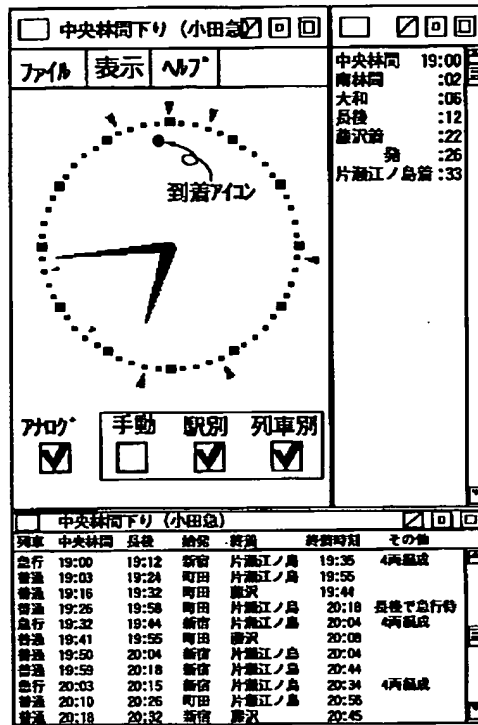 中央林間下り(小田急)
ファイル 表示 ヘルプ
到着アイコン
アナログ 手動 駅別 列車別
中央林間 19:00
南林間 :02
大和 :06
長後 :12
藤沢着 :22
発 :26
片瀬江ノ島着 :33
中央林間下り(小田急)
列車 中央林間 長後 始発 終着 終着時刻 その他
急行 19:00 19:12 新宿 片瀬江ノ島 19:35 4両編成
普通 19:03 19:24 町田 片瀬江ノ島 19:55
普通 19:16 19:32 町田 藤沢 19:44
普通 19:26 19:58 町田 片瀬江ノ島 20:18 長後で急行待
急行 19:32 19:44 新宿 片瀬江ノ島 20:04 4両編成
普通 19:41 19:55 町田 藤沢 20:08
普通 19:50 20:04 新宿 片瀬江ノ島 20:04
普通 19:59 20:18 新宿 片瀬江ノ島 20:44
急行 20:03 20:15 新宿 片瀬江ノ島 20:34 4両編成
普通 20:10 20:26 町田 片瀬江ノ島 20:56
普通 20:18 20:32 新宿 藤沢 20:45